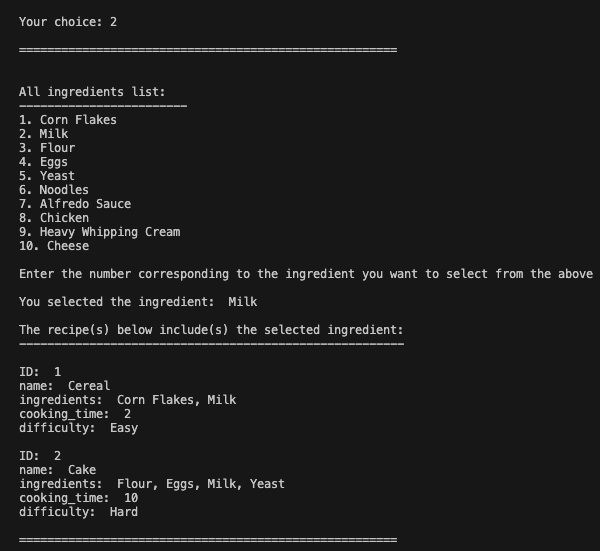 Your choice: 2
======================================================
All ingredients list:
------------------------
1. Corn Flakes
2. Milk
3. Flour
4. Eggs
5. Yeast
6. Noodles
7. Alfredo Sauce
8. Chicken
9. Heavy Whipping Cream
10. Cheese
Enter the number corresponding to the ingredient you want to select from the above
You selected the ingredient:  Milk
The recipe(s) below include(s) the selected ingredient:
-------------------------------------------------------
ID:  1
name:  Cereal
ingredients:  Corn Flakes, Milk
cooking_time:  2
difficulty:  Easy
ID:  2
name:  Cake
ingredients:  Flour, Eggs, Milk, Yeast
cooking_time:  10
difficulty:  Hard
======================================================